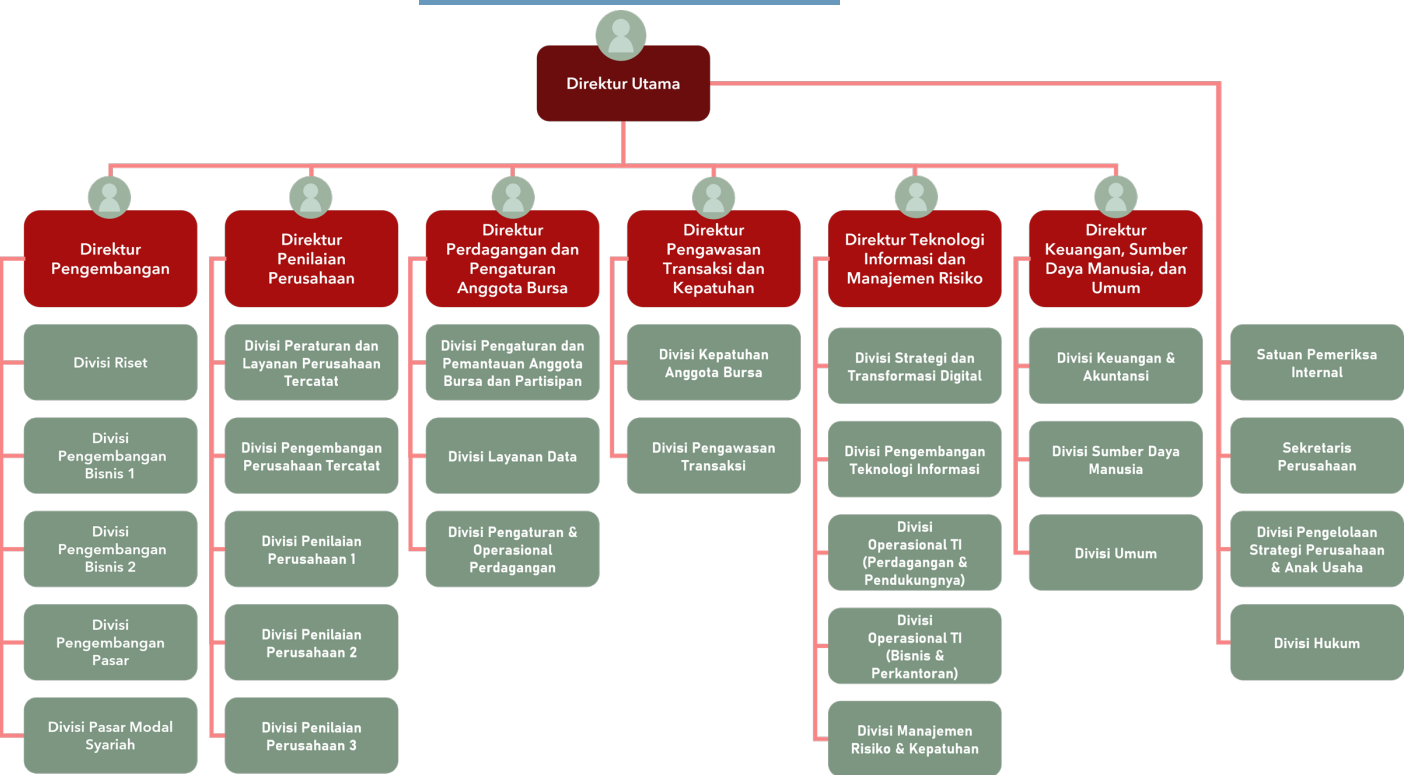 Direktur Utama
Direktur
Pengembangan
Divisi Riset
Divisi
Pengembangan
Bisnis 1
Divisi
Pengembangan
Bisnis 2
Divisi
Pengembangan
Pasar
Divisi Pasar Modal
Syariah
Direktur
Penilaian
Perusahaan
Divisi Peraturan dan
Layanan Perusahaan
Tercatat
Divisi Pengembangan
Perusahaan Tercatat
Divisi Penilaian
Perusahaan 1
Divisi Penilaian
Perusahaan 2
Divisi Penilaian
Perusahaan 3
Direktur
Perdagangan dan
Pengaturan
Anggota Bursa
Divisi Pengaturan dan
Pemantauan Anggota
Bursa dan Partisipan
Divisi Layanan Data
Divisi Pengaturan &
Operasional
Perdagangan
Direktur
Pengawasan
Transaksi dan
Kepatuhan
Divisi Kepatuhan
Anggota Bursa
Divisi Pengawasan
Transaksi
Direktur Teknologi
Informasi dan
Manajemen Risiko
Divisi Strategi dan
Transformasi Digital
Divisi Pengembangan
Teknologi Informasi
Divisi
Operasional TI
(Perdagangan &
Pendukungnya)
Divisi
Operasional TI
(Bisnis &
Perkantoran)
Divisi Manajemen
Risiko & Kepatuhan
Direktur
Keuangan, Sumber
Daya Manusia, dan
Umum
Divisi Keuangan &
Akuntansi
Divisi Sumber Daya
Manusia
Divisi Umum
Satuan Pemeriksa
Internal
Sekretaris
Perusahaan
Divisi Pengelolaan
Strategi Perusahaan
& Anak Usaha
Divisi Hukum